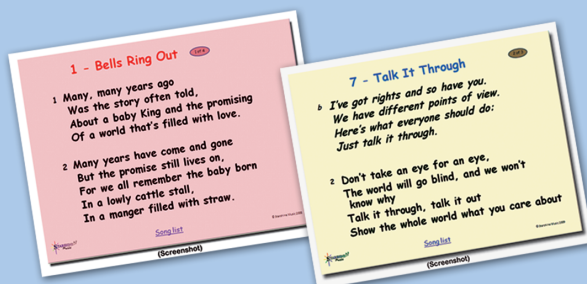 1 - Bells Ring Out
1 Many, many years ago
Was the story often told,
About a baby King and the promising
Of a world that's filled with love.
2 Many years have come and gone
But the promise still lives on,
For we all remember the baby born
In a lowly cattle stall,
In a manger filled with straw.
Song list
(Screenshot)
7 - Talk It Through
b I've got rights and so have you.
We have different points of view.
Here's what everyone should do:
Just talk it through.
2 Don't take an eye for an eye,
The world will go blind, and we won't
know why
Talk it through, talk it out
Show the whole world what you care about
Song list
(Screenshot)